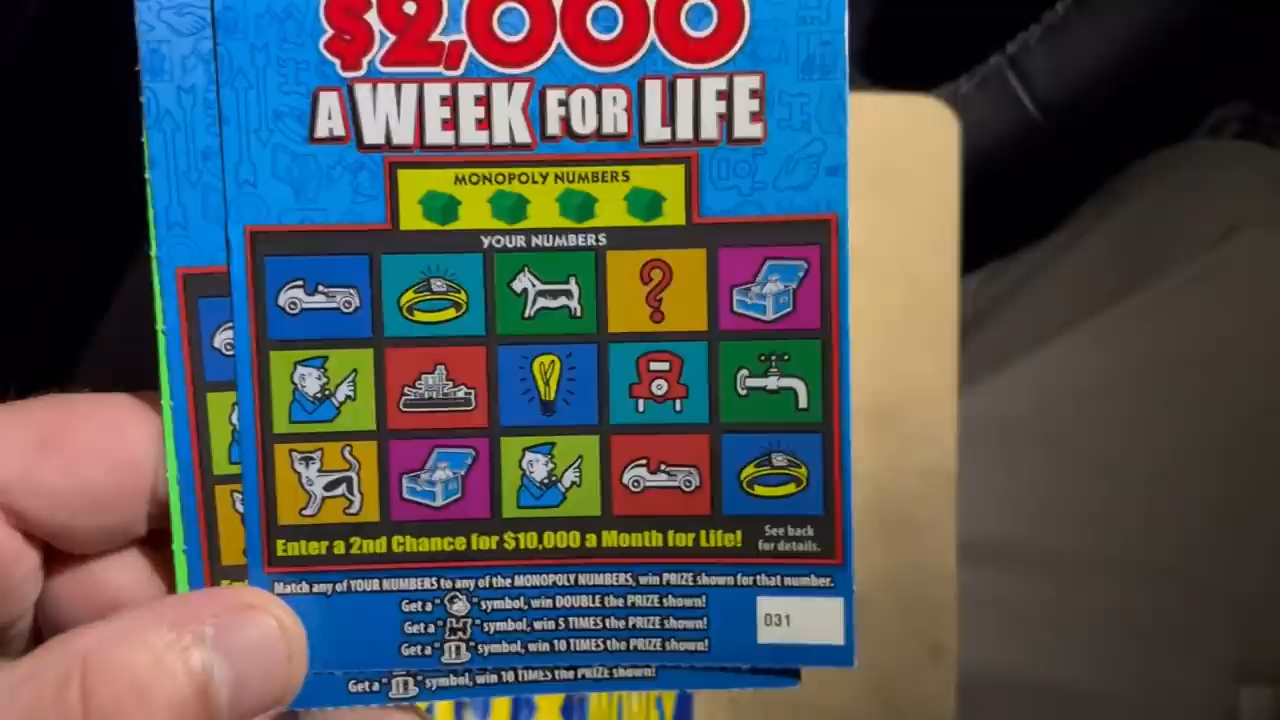 $2,000
A WEEK FOR LIFE
MONOPOLY NUMBERS
YOUR NUMBERS
Enter a 2nd Chance for $10,000 a Month for Life!
See back
for details.
Match any of YOUR NUMBERS to any of the MONOPOLY NUMBERS, win PRIZE shown for that number.
Get a " " symbol, win DOUBLE the PRIZE shown!
Get a " " symbol, win 5 TIMES the PRIZE shown!
Get a " " symbol, win 10 TIMES the PRIZE shown!
031
Get a " " symbol, win 10 TIMES the PRIZE shown!